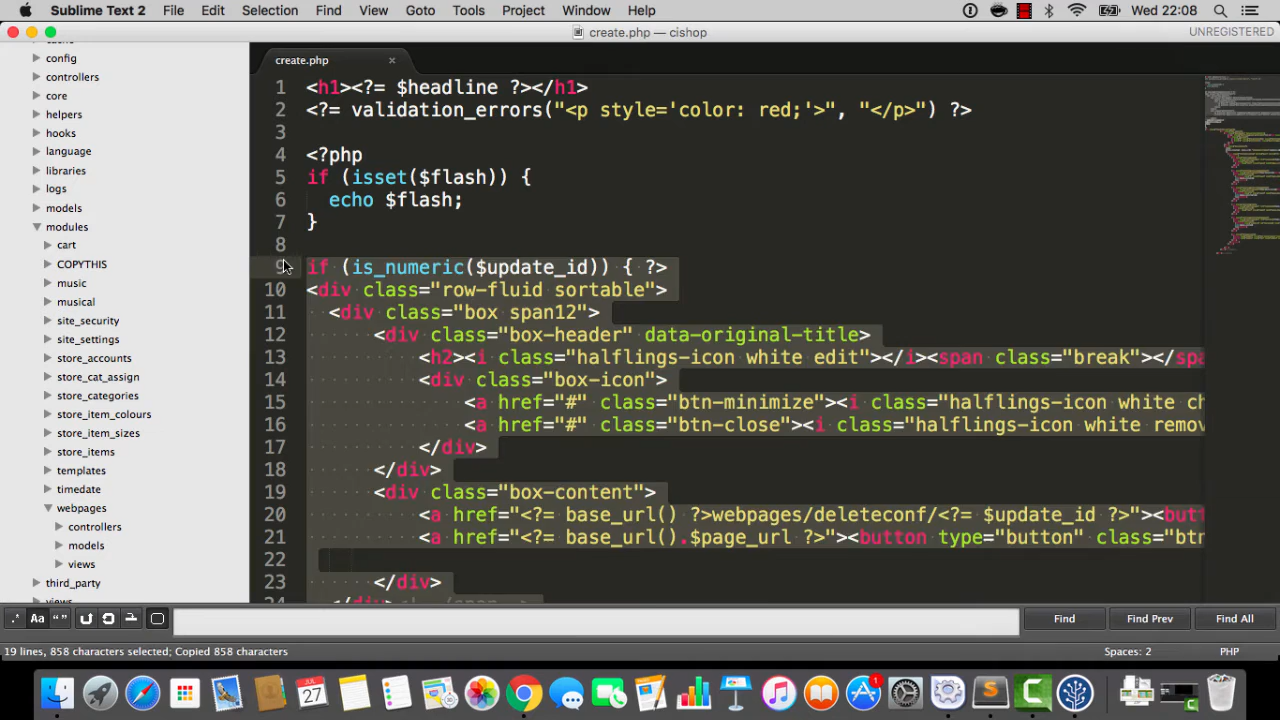 Sublime Text 2 File Edit Selection Find View Goto Tools Project Window Help Wed 22:08
create.php — cishop UNREGISTERED
create.php ×
config
controllers
core
helpers
hooks
language
libraries
logs
models
modules
cart
COPYTHIS
music
musical
site_security
site_settings
store_accounts
store_cat_assign
store_categories
store_item_colours
store_item_sizes
store_items
templates
timedate
webpages
controllers
models
views
third_party
1 <h1><?= $headline ?></h1>
2 <?= validation_errors("<p style='color: red;'>", "</p>") ?>
3
4 <?php
5 if (isset($flash)) {
6 echo $flash;
7 }
8
9 if (is_numeric($update_id)) { ?>
10 <div class="row-fluid sortable">
11 <div class="box span12">
12 <div class="box-header" data-original-title>
13 <h2><i class="halflings-icon white edit"></i><span class="break"></spa
14 <div class="box-icon">
15 <a href="#" class="btn-minimize"><i class="halflings-icon white ch
16 <a href="#" class="btn-close"><i class="halflings-icon white remov
17 </div>
18 </div>
19 <div class="box-content">
20 <a href="<?= base_url() ?>webpages/deleteconf/<?= $update_id ?>"><butt
21 <a href="<?= base_url().$page_url ?>"><button type="button" class="btn
22
23 </div>
.* Aa “ ” Find Find Prev Find All
19 lines, 858 characters selected; Copied 858 characters Spaces: 2 PHP
JUL
27
1